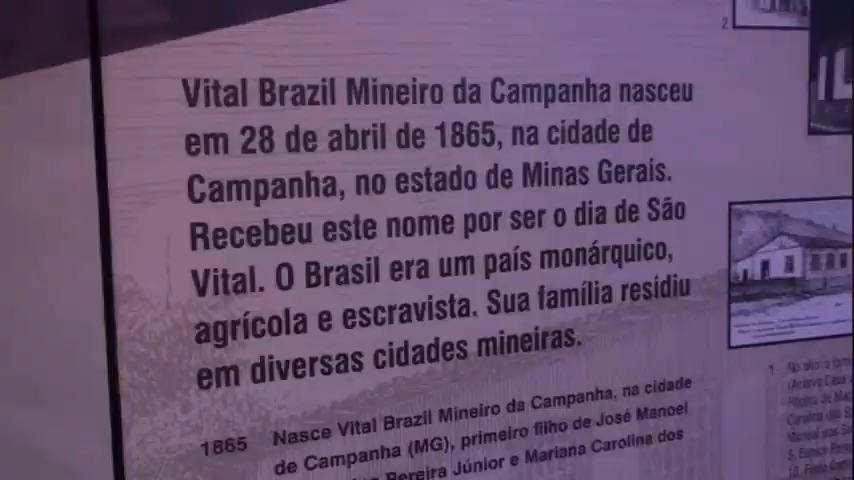 2
Vital Brazil Mineiro da Campanha nasceu
em 28 de abril de 1865, na cidade de
Campanha, no estado de Minas Gerais.
Recebeu este nome por ser o dia de São
Vital. O Brasil era um país monárquico,
agrícola e escravista. Sua família residiu
em diversas cidades mineiras.
1865 Nasce Vital Brazil Mineiro da Campanha, na cidade
de Campanha (MG), primeiro filho de José Manoel
Pereira Júnior e Mariana Carolina dos
1